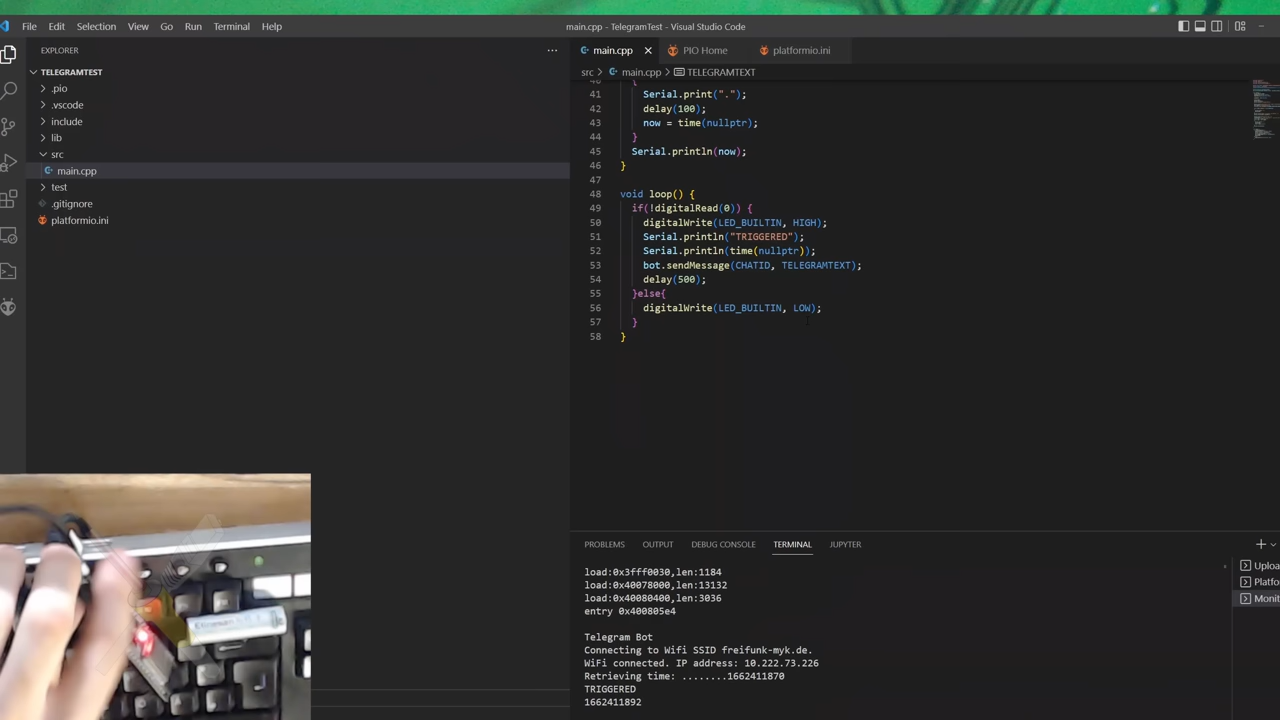 File Edit Selection View Go Run Terminal Help
main.cpp - TelegramTest - Visual Studio Code
EXPLORER
TELEGRAMTEST
.pio
.vscode
include
lib
src
main.cpp
test
.gitignore
platformio.ini
main.cpp PIO Home platformio.ini
src > main.cpp > TELEGRAMTEXT
40 {
41 Serial.print(".");
42 delay(100);
43 now = time(nullptr);
44 }
45 Serial.println(now);
46 }
47
48 void loop() {
49 if(!digitalRead(0)) {
50 digitalWrite(LED_BUILTIN, HIGH);
51 Serial.println("TRIGGERED");
52 Serial.println(time(nullptr));
53 bot.sendMessage(CHATID, TELEGRAMTEXT);
54 delay(500);
55 }else{
56 digitalWrite(LED_BUILTIN, LOW);
57 }
58 }
PROBLEMS OUTPUT DEBUG CONSOLE TERMINAL JUPYTER
load:0x3fff0030,len:1184
load:0x40078000,len:13132
load:0x40080400,len:3036
entry 0x400805e4
Telegram Bot
Connecting to Wifi SSID freifunk-myk.de.
WiFi connected. IP address: 10.222.73.226
Retrieving time: ........1662411870
TRIGGERED
1662411892
Uploa
Platfo
Monit